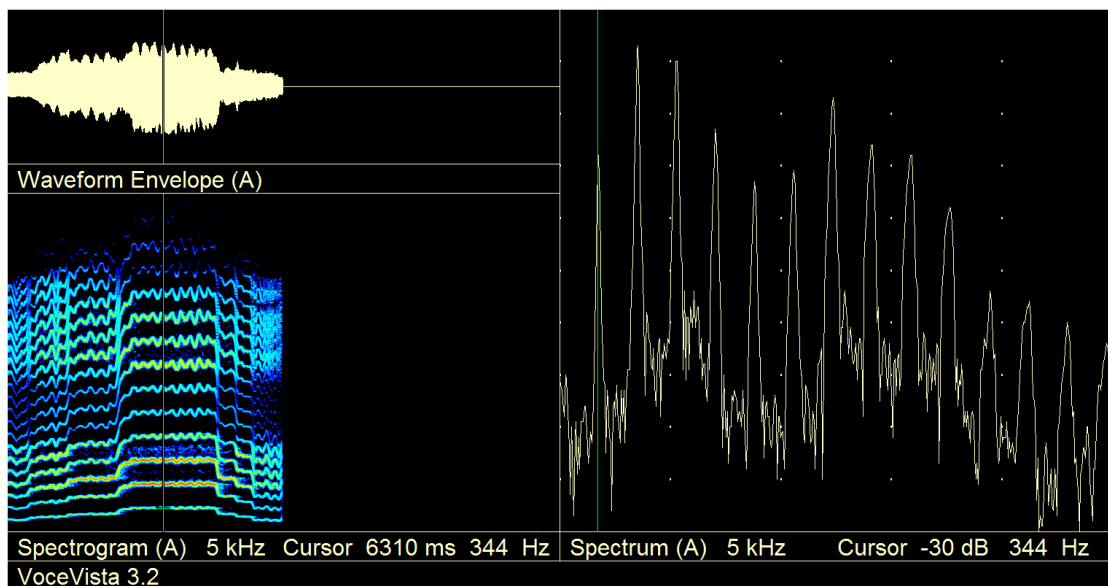 Waveform Envelope (A)
Spectrogram (A) 5 kHz Cursor 6310 ms 344 Hz
Spectrum (A) 5 kHz Cursor -30 dB 344 Hz
VoceVista 3.2